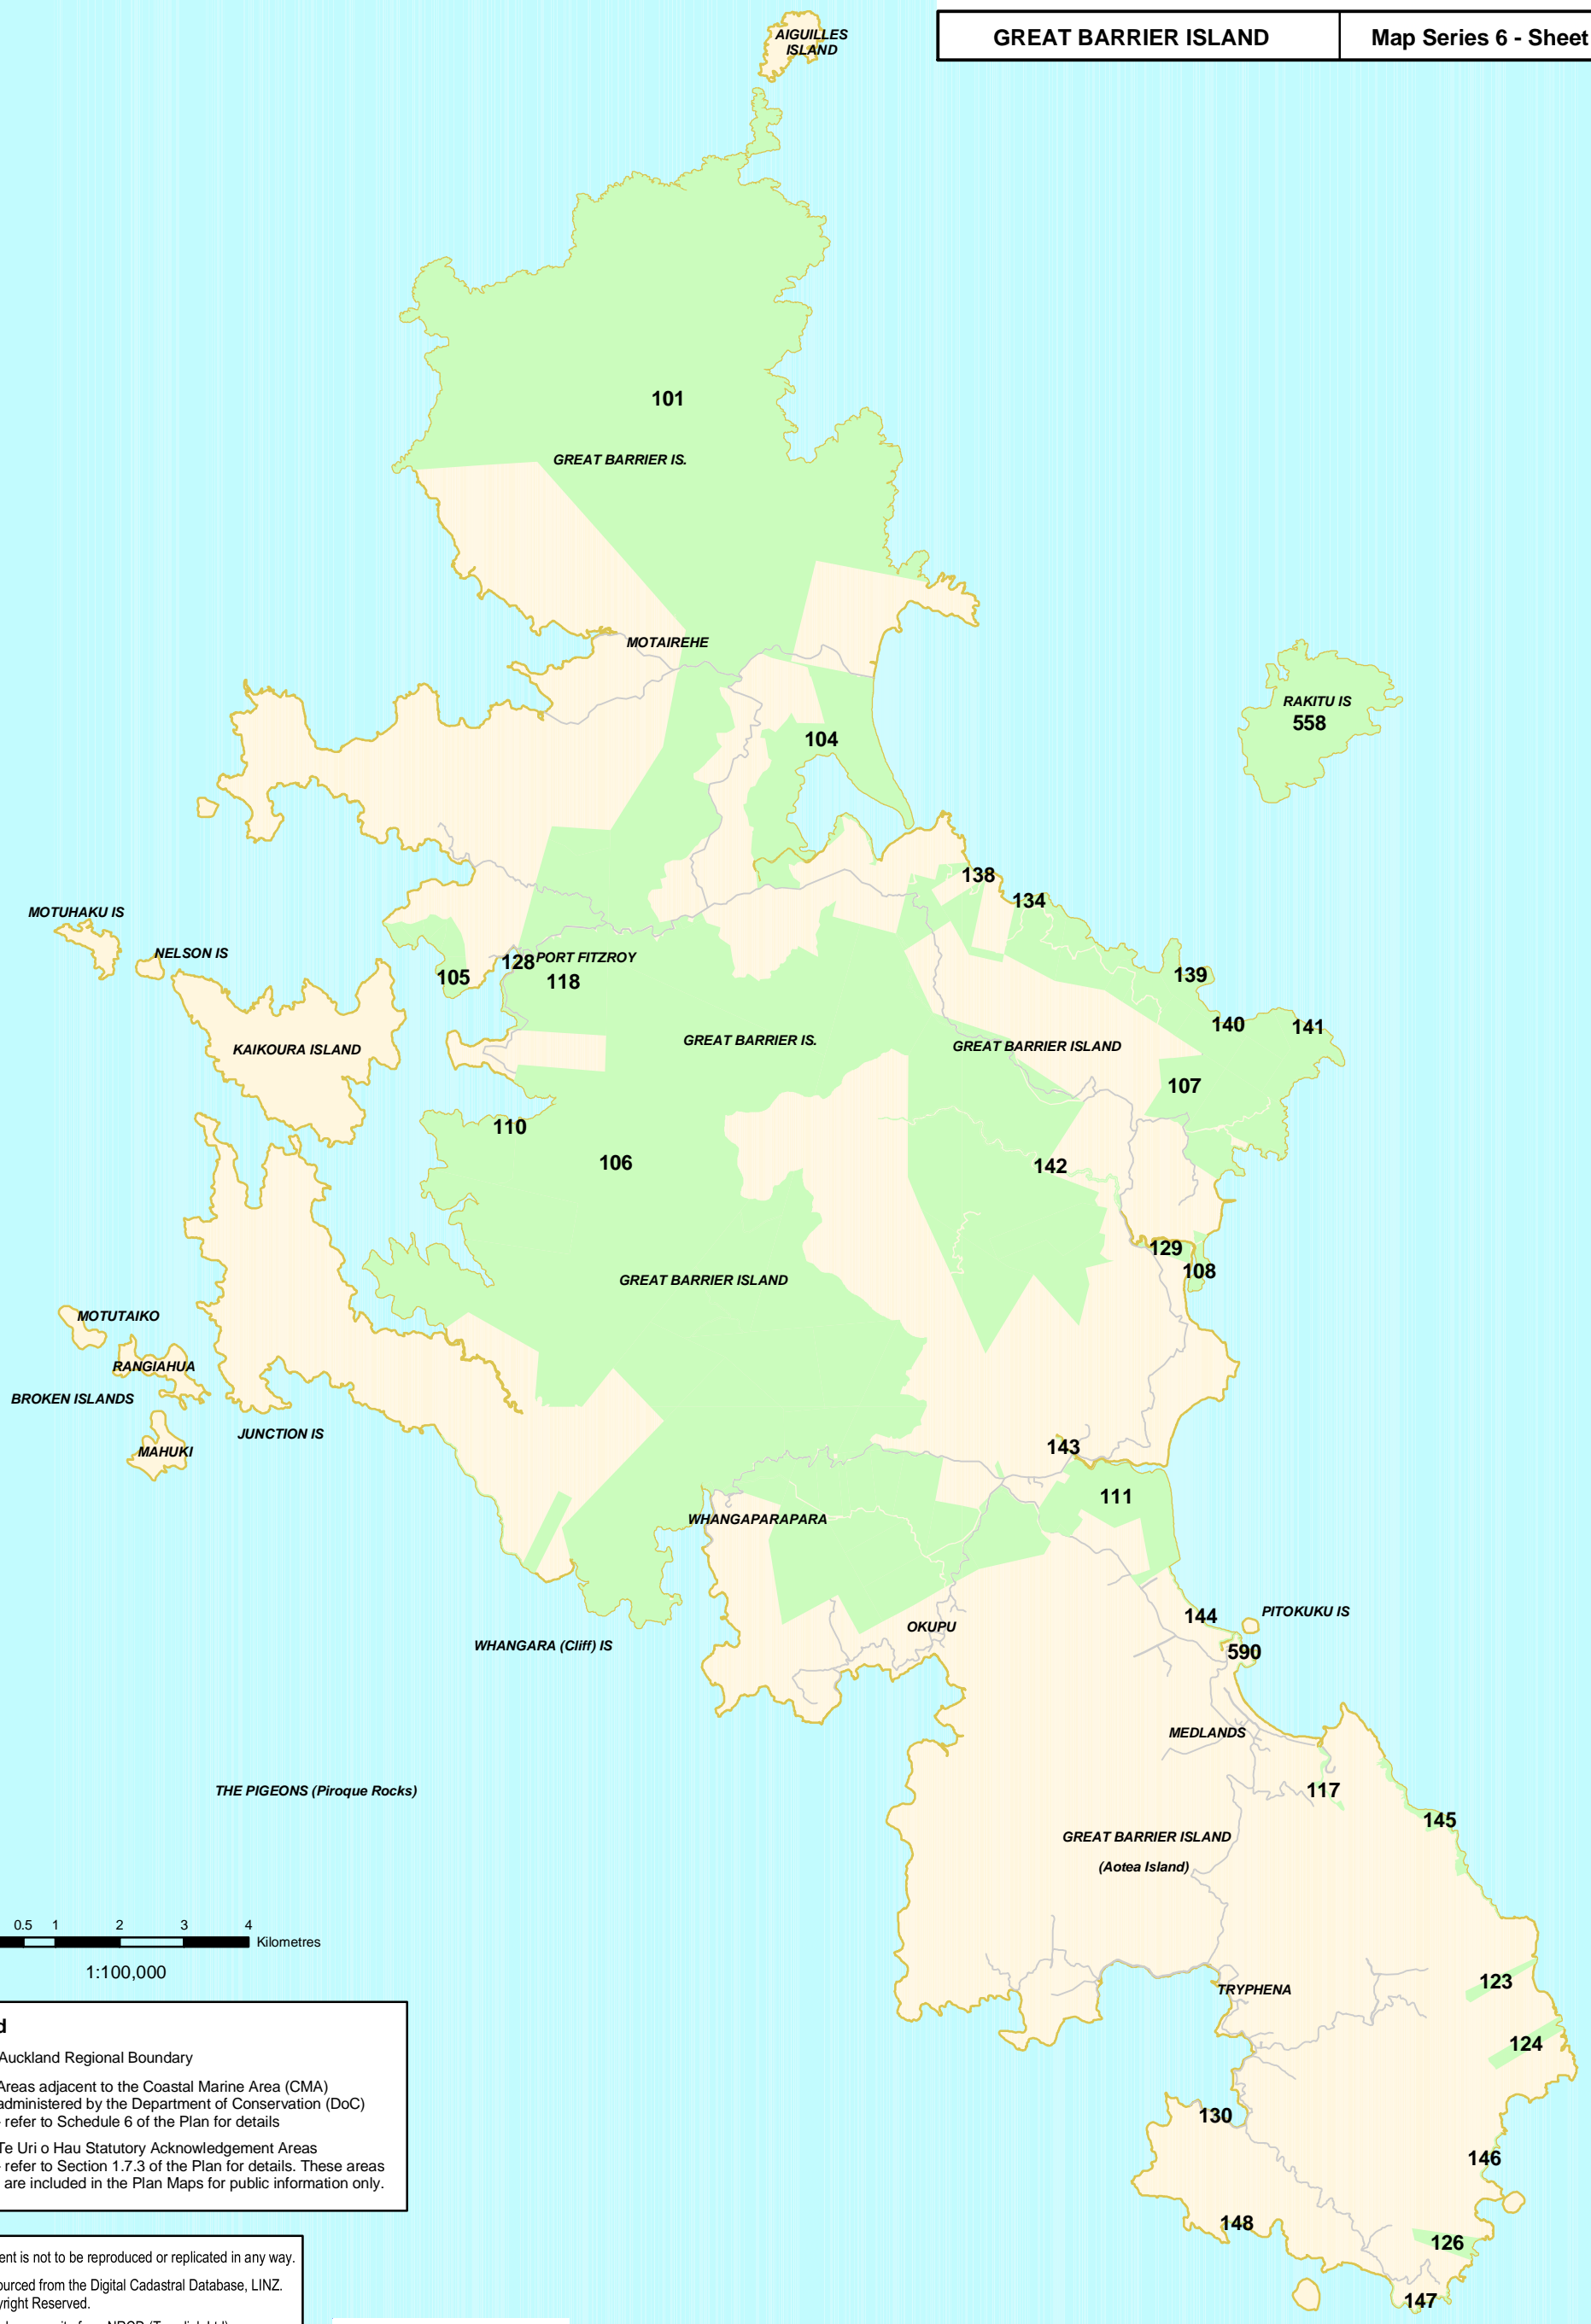 GREAT BARRIER ISLAND
Map Series 6 - Sheet
AIGUILLES
ISLAND
101
GREAT BARRIER IS.
MOTAIREHE
RAKITU IS
558
104
138
134
MOTUHAKU IS
NELSON IS
105
128
PORT FITZROY
118
139
140
141
KAIKOURA ISLAND
GREAT BARRIER IS.
GREAT BARRIER ISLAND
107
110
106
142
129
108
GREAT BARRIER ISLAND
MOTUTAIKO
RANGIAHUA
BROKEN ISLANDS
JUNCTION IS
MAHUKI
143
111
WHANGAPARAPARA
144
PITOKUKU IS
OKUPU
WHANGARA (Cliff) IS
590
MEDLANDS
THE PIGEONS (Piroque Rocks)
117
145
GREAT BARRIER ISLAND
(Aotea Island)
0.5 1 2 3 4
Kilometres
1:100,000
123
TRYPHENA
124
130
146
148
126
147
d
Auckland Regional Boundary
Areas adjacent to the Coastal Marine Area (CMA)
administered by the Department of Conservation (DoC)
refer to Schedule 6 of the Plan for details
Te Uri o Hau Statutory Acknowledgement Areas
refer to Section 1.7.3 of the Plan for details. These areas
are included in the Plan Maps for public information only.
ent is not to be reproduced or replicated in any way.
ourced from the Digital Cadastral Database, LINZ.
yright Reserved.